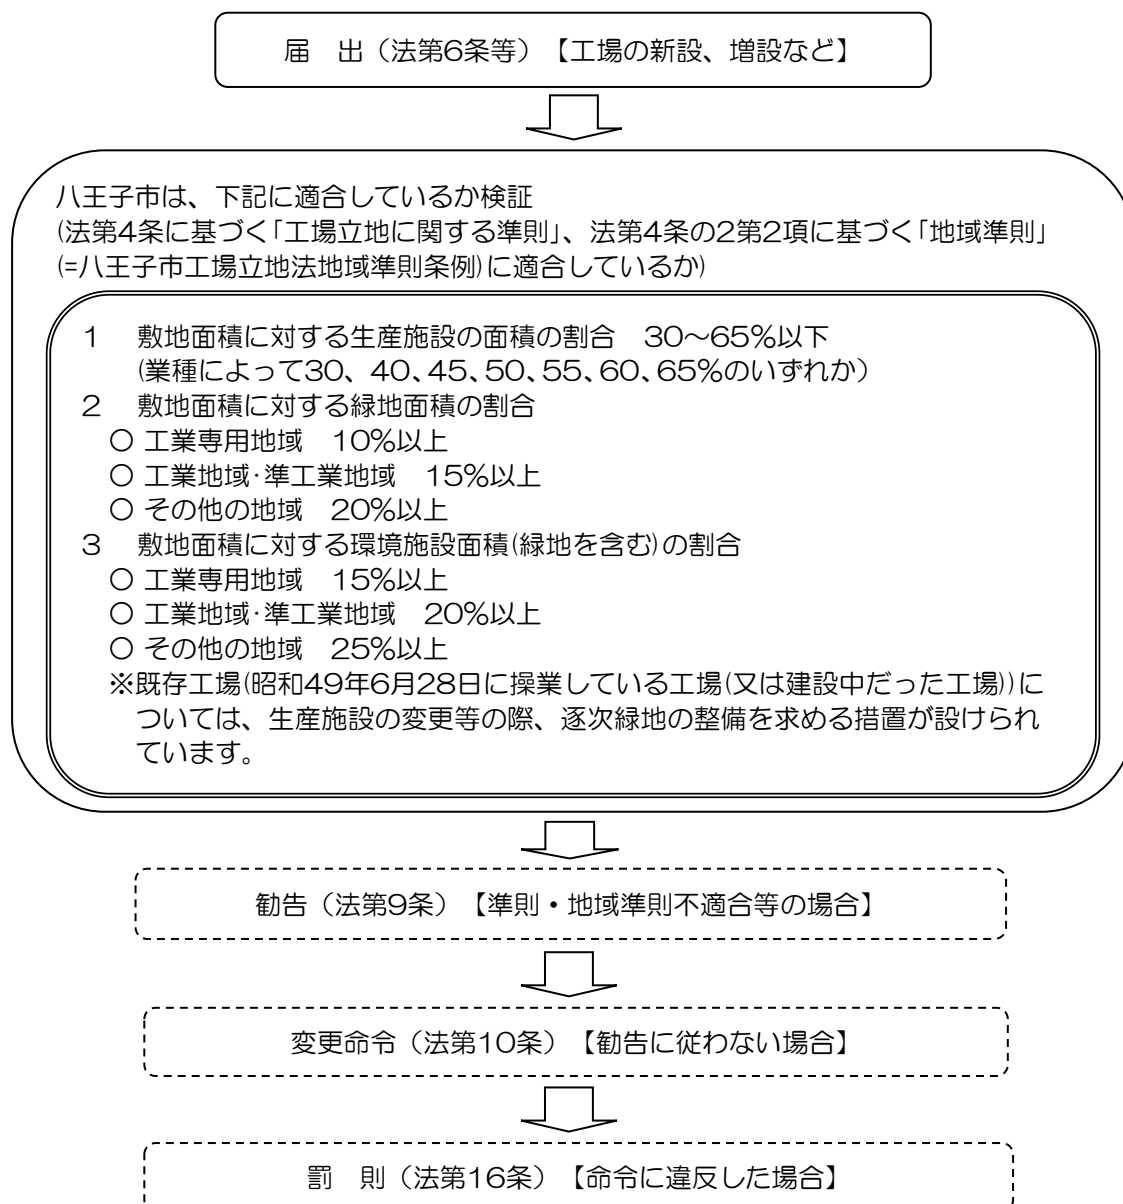 届　出（法第6条等）【工場の新設、増設など】
八王子市は、下記に適合しているか検証
(法第4条に基づく「工場立地に関する準則」、法第4条の2第2項に基づく「地域準則」
(=八王子市工場立地法地域準則条例)に適合しているか)
1　敷地面積に対する生産施設の面積の割合　30～65%以下
(業種によって30、40、45、50、55、60、65%のいずれか)
2　敷地面積に対する緑地面積の割合
○ 工業専用地域　10%以上
○ 工業地域・準工業地域　15%以上
○ その他の地域　20%以上
3　敷地面積に対する環境施設面積(緑地を含む)の割合
○ 工業専用地域　15%以上
○ 工業地域・準工業地域　20%以上
○ その他の地域　25%以上
※既存工場(昭和49年6月28日に操業している工場(又は建設中だった工場))に
ついては、生産施設の変更等の際、逐次緑地の整備を求める措置が設けられ
ています。
勧告（法第9条）【準則・地域準則不適合等の場合】
変更命令（法第10条）【勧告に従わない場合】
罰　則（法第16条）【命令に違反した場合】